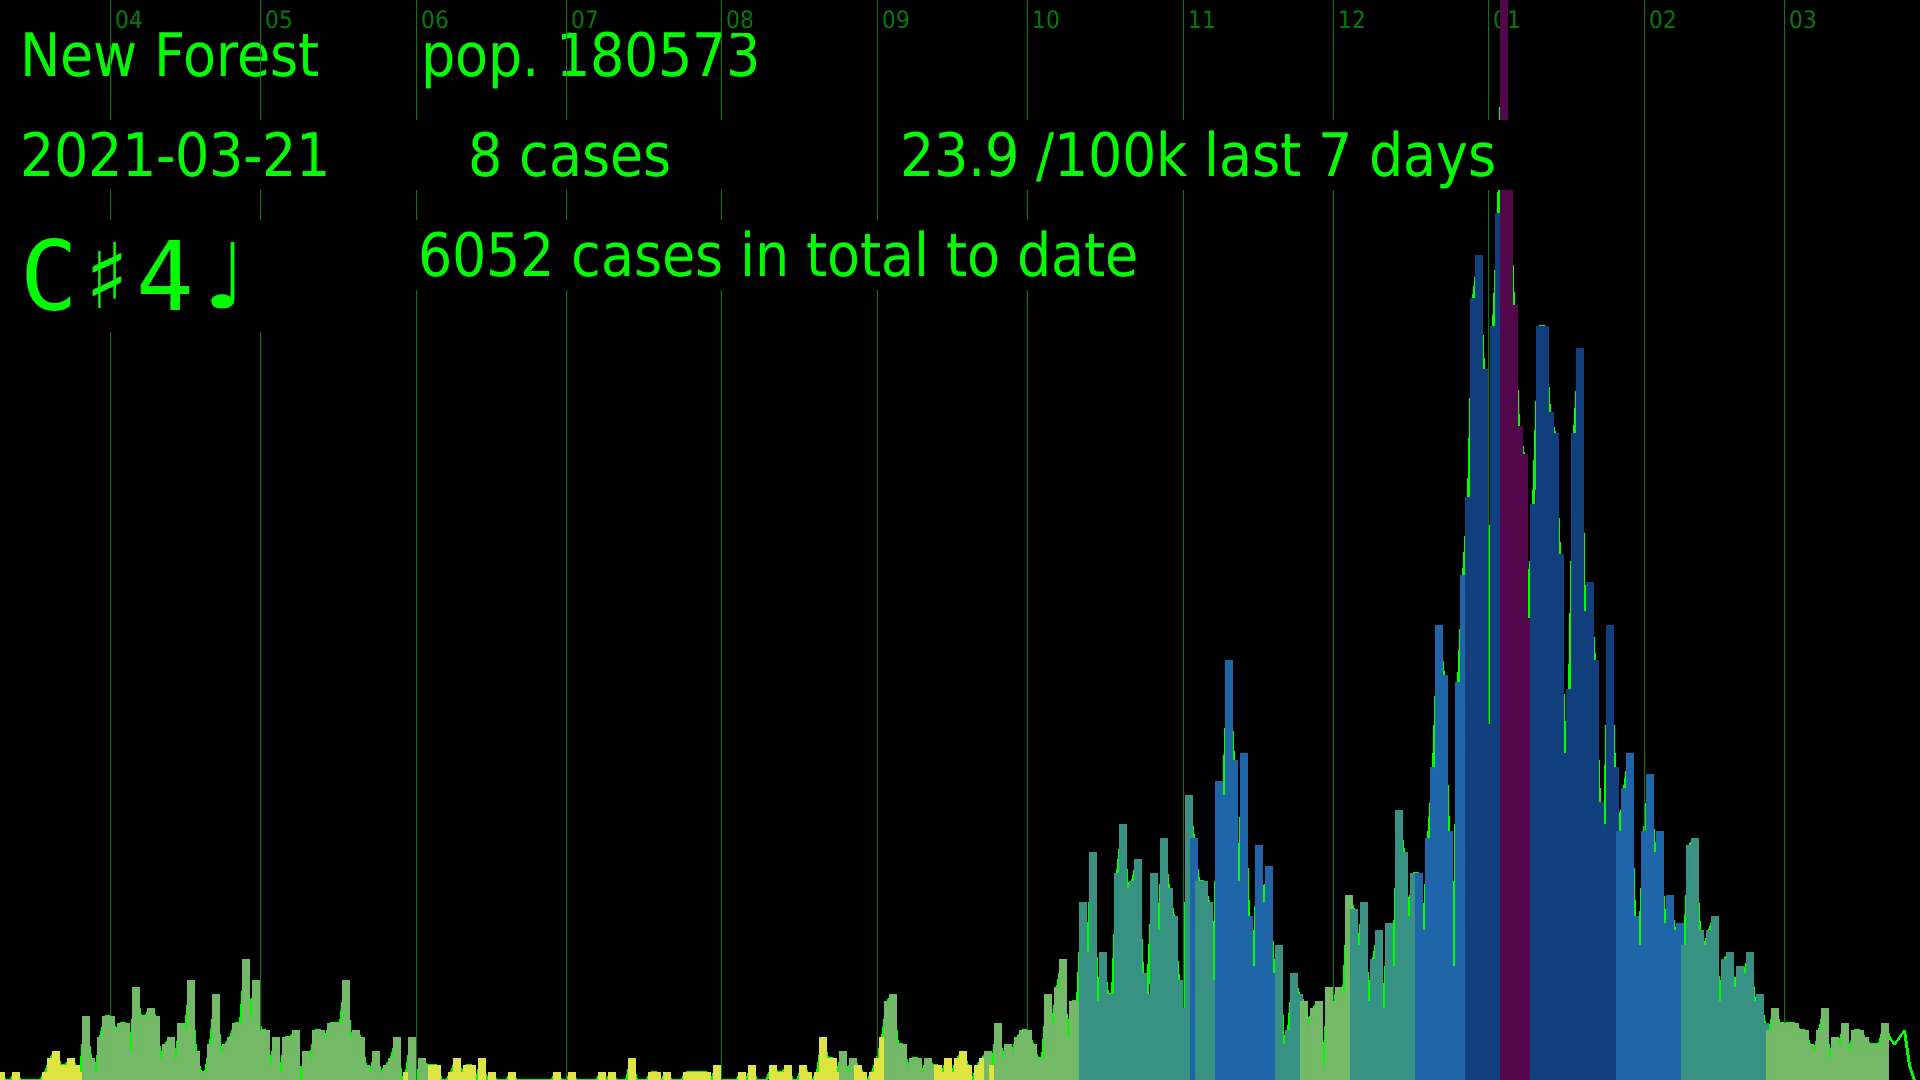 04 05 06 07 08 09 10 11 12 01 02 03
New Forest pop. 180573
2021-03-21 8 cases 23.9 /100k last 7 days
C♯4♩ 6052 cases in total to date